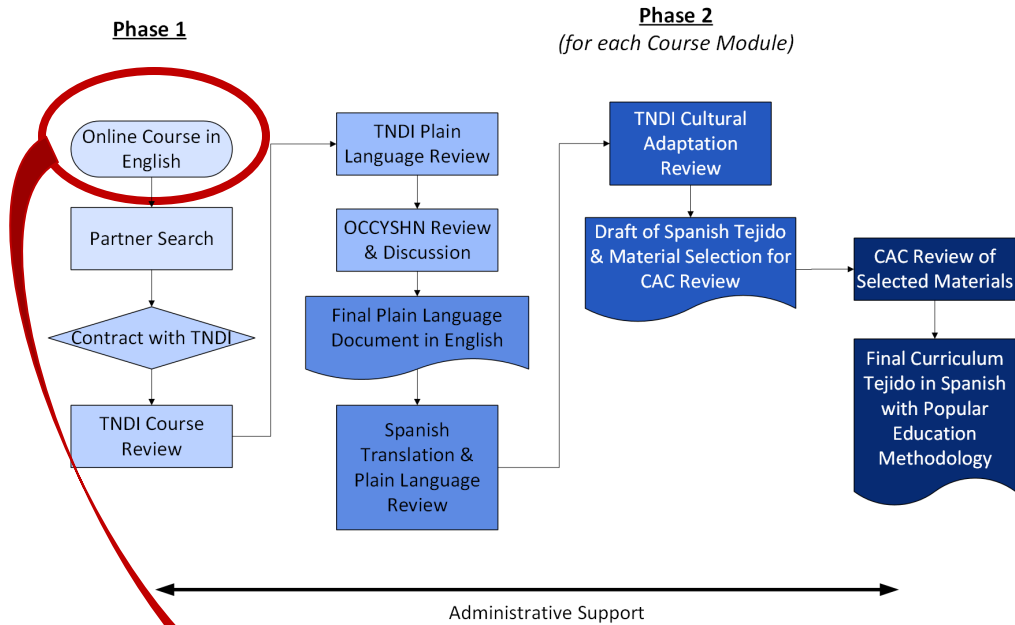 Phase 1
Phase 2
(for each Course Module)
Online Course in
English
Partner Search
Contract with TNDI
TNDI Course
Review
TNDI Plain
Language Review
OCCYSHN Review
& Discussion
Final Plain Language
Document in English
Spanish
Translation &
Plain Language
Review
TNDI Cultural
Adaptation
Review
Draft of Spanish Tejido
& Material Selection for
CAC Review
CAC Review of
Selected Materials
Final Curriculum
Tejido in Spanish
with Popular
Education
Methodology
Administrative Support